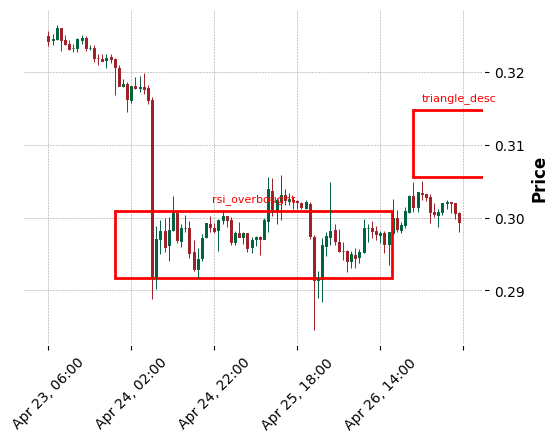 triangle_desc
0.32
0.31
rsi_overbought
0.30
0.29
Price
Apr 23, 06:00
Apr 24, 02:00
Apr 24, 22:00
Apr 25, 18:00
Apr 26, 14:00